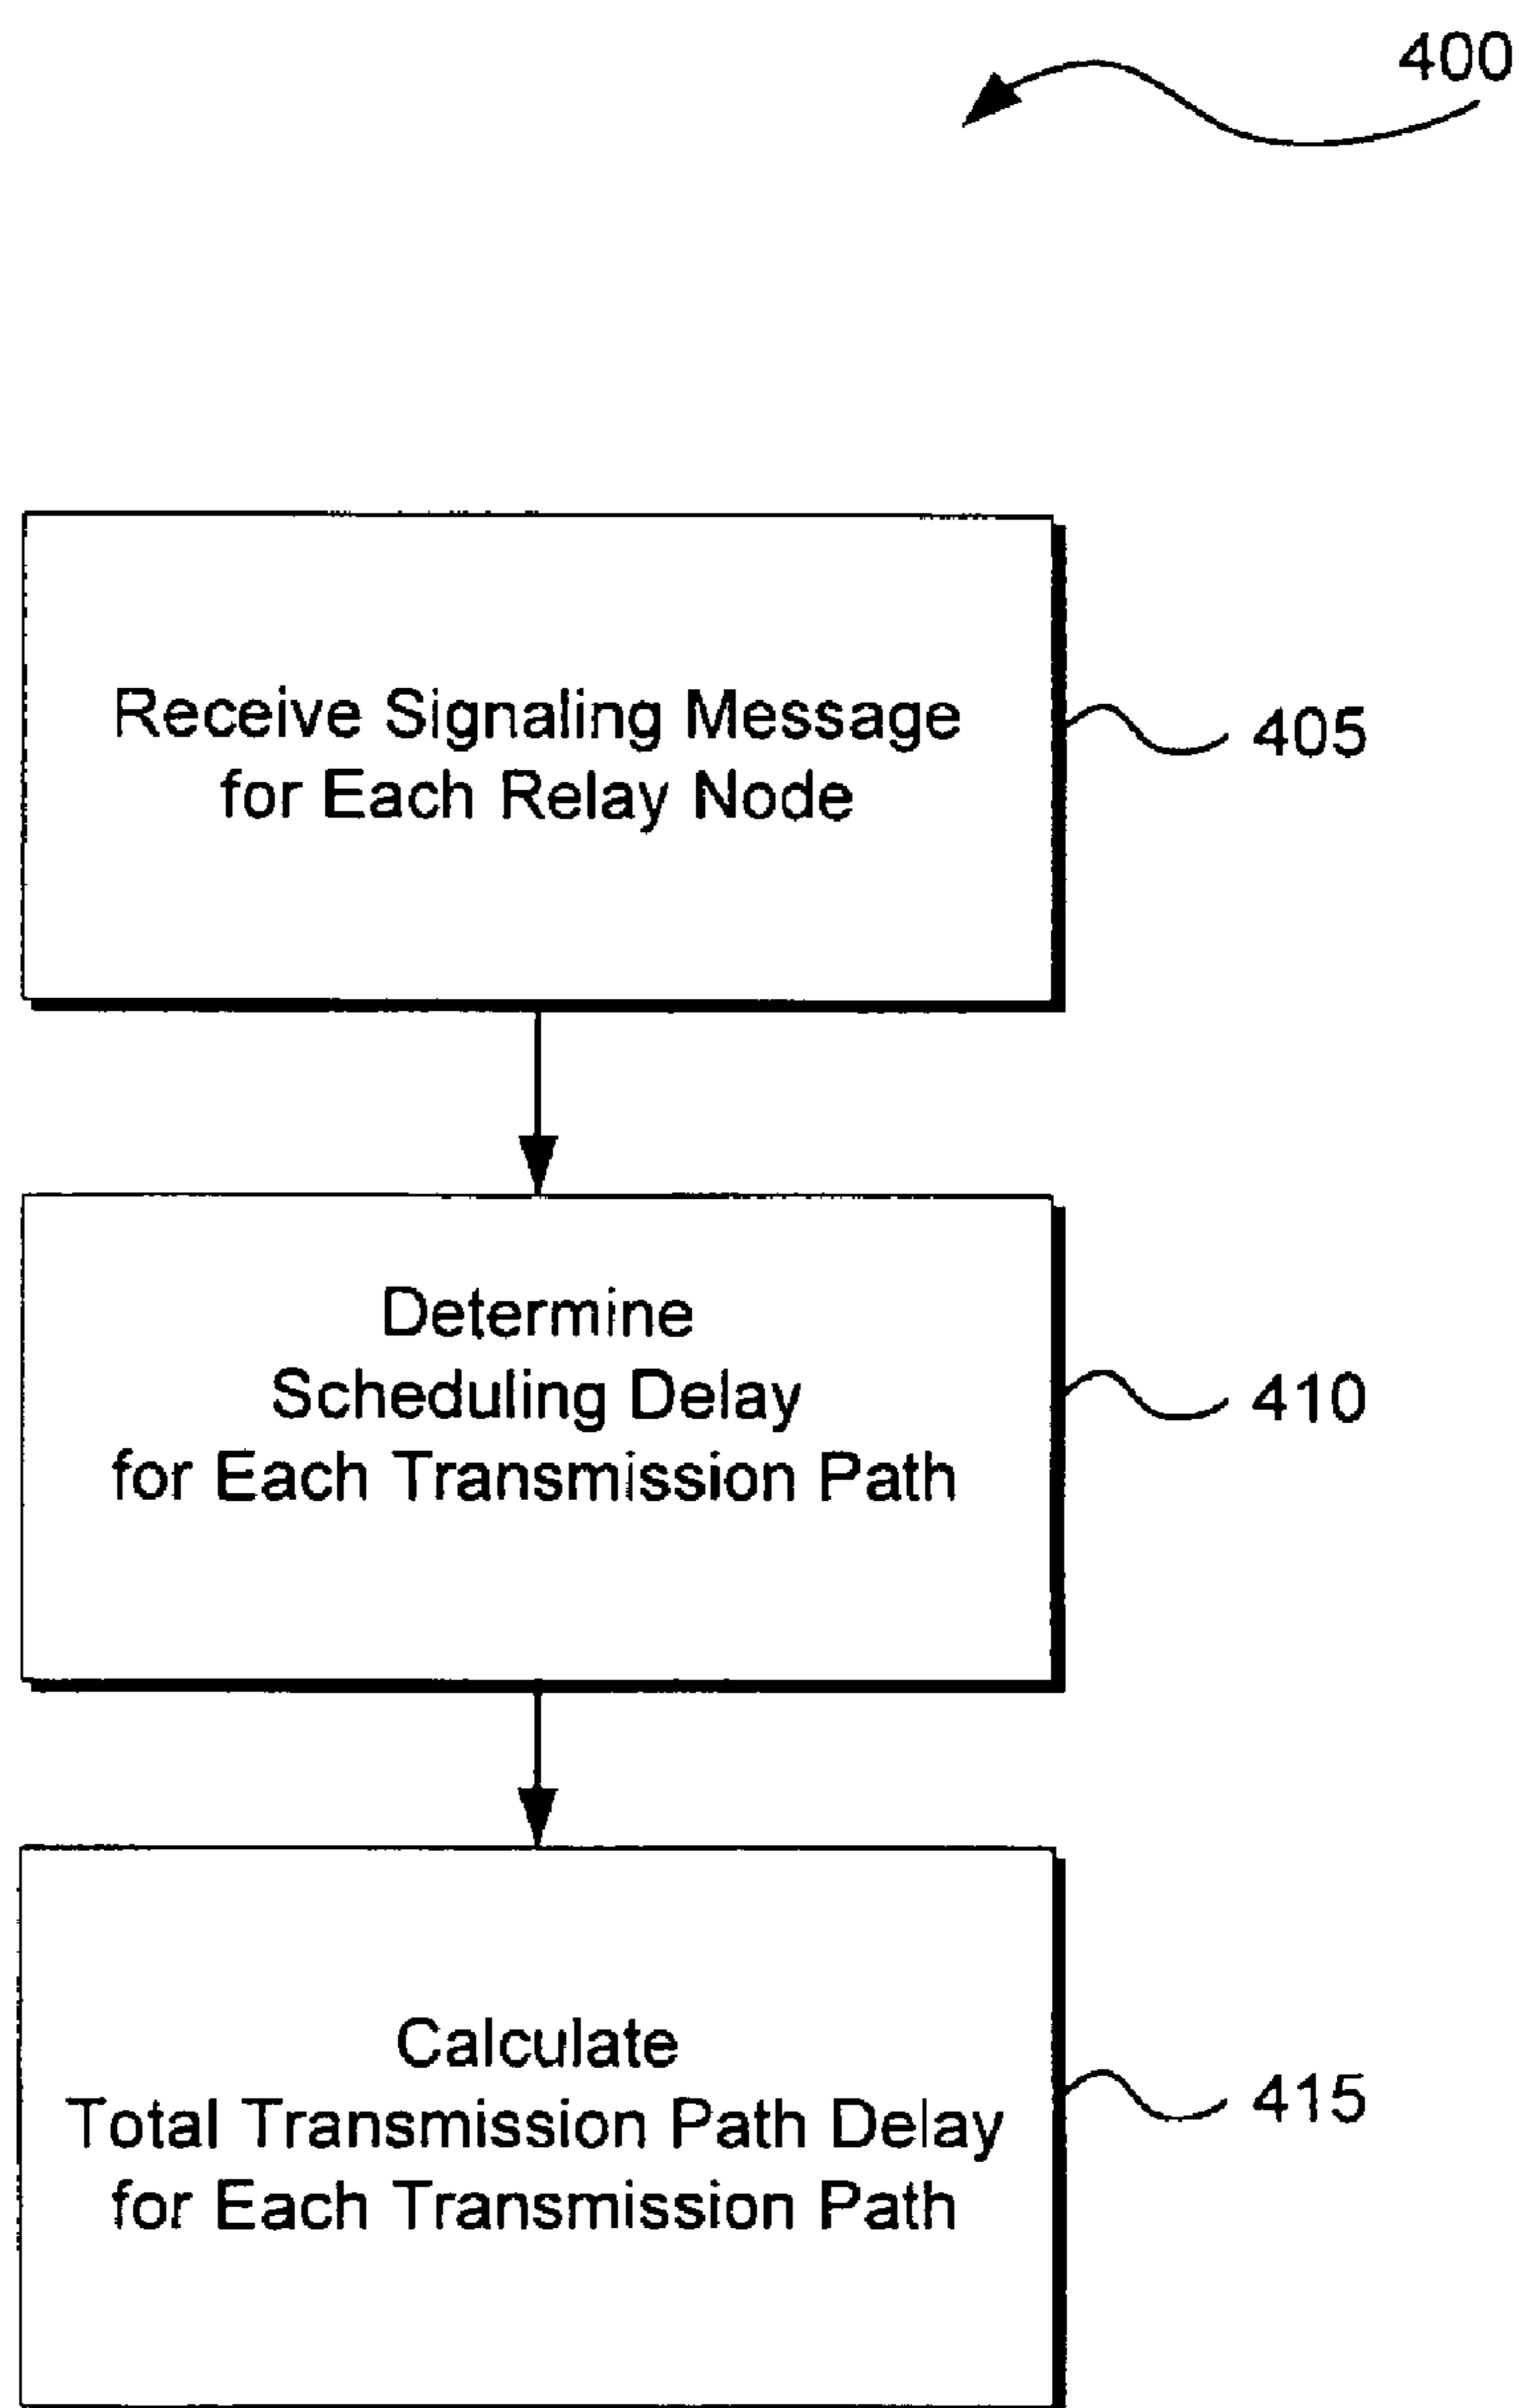 400
Receive Signaling Message
for Each Relay Node
405
Determine
Scheduling Delay
for Each Transmission Path
410
Calculate
Total Transmission Path Delay
for Each Transmission Path
415